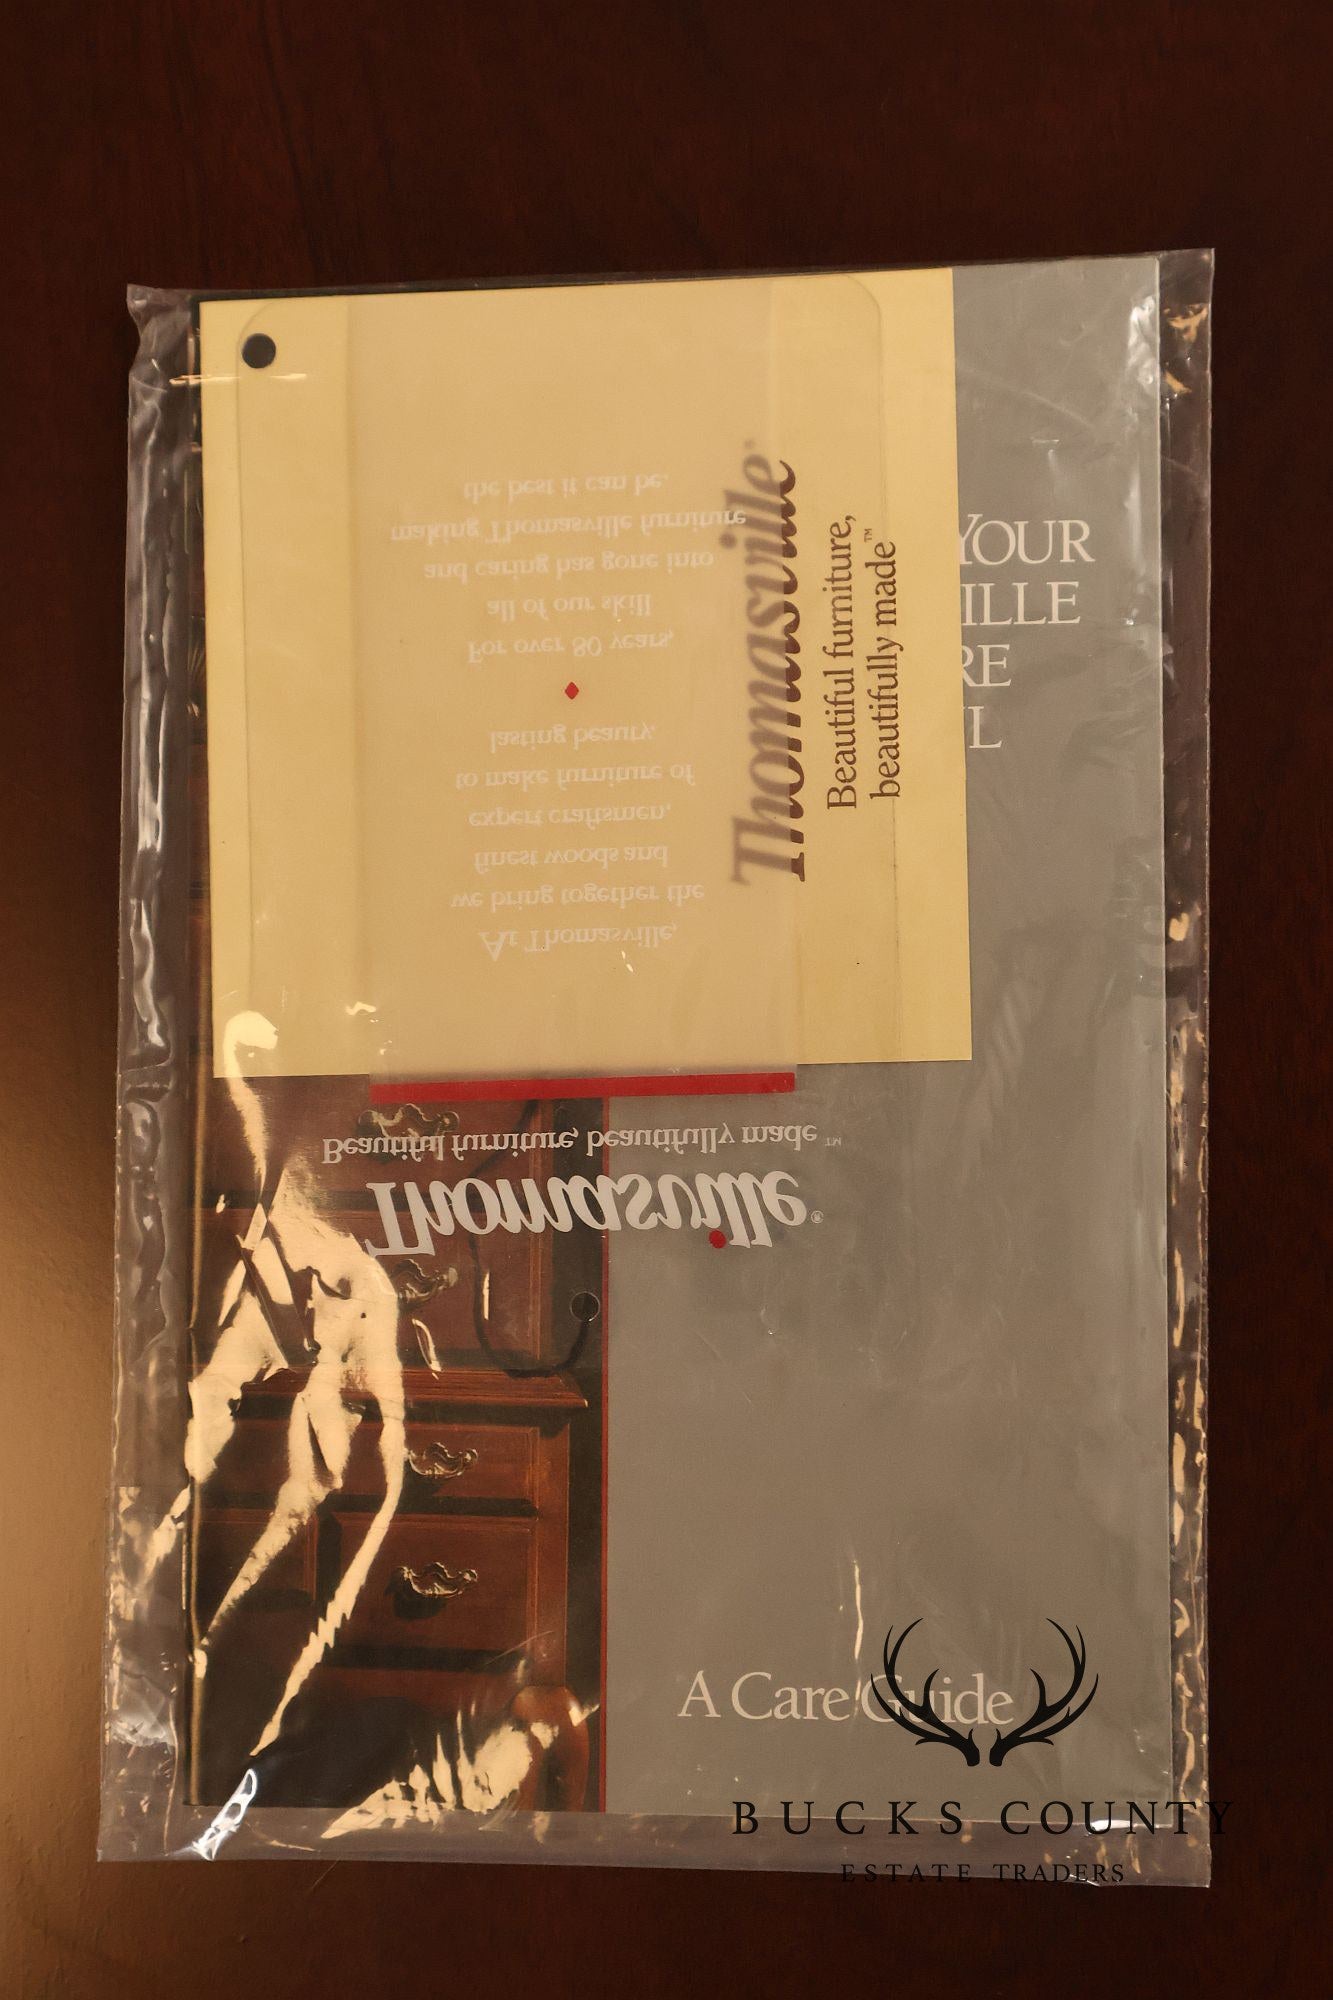 At Thomasville,
we bring together the
finest woods and
expert craftsmen,
to make furniture of
lasting beauty.
For over 80 years,
all of our skill
and caring has gone into
making Thomasville furniture
the best it can be.
Thomasville®
Beautiful furniture,
beautifully made™
YOUR
ILLE
RE
L
Thomasville®
Beautiful furniture, beautifully made™
A Care Guide
BUCKS COUNTY
ESTATE TRADERS